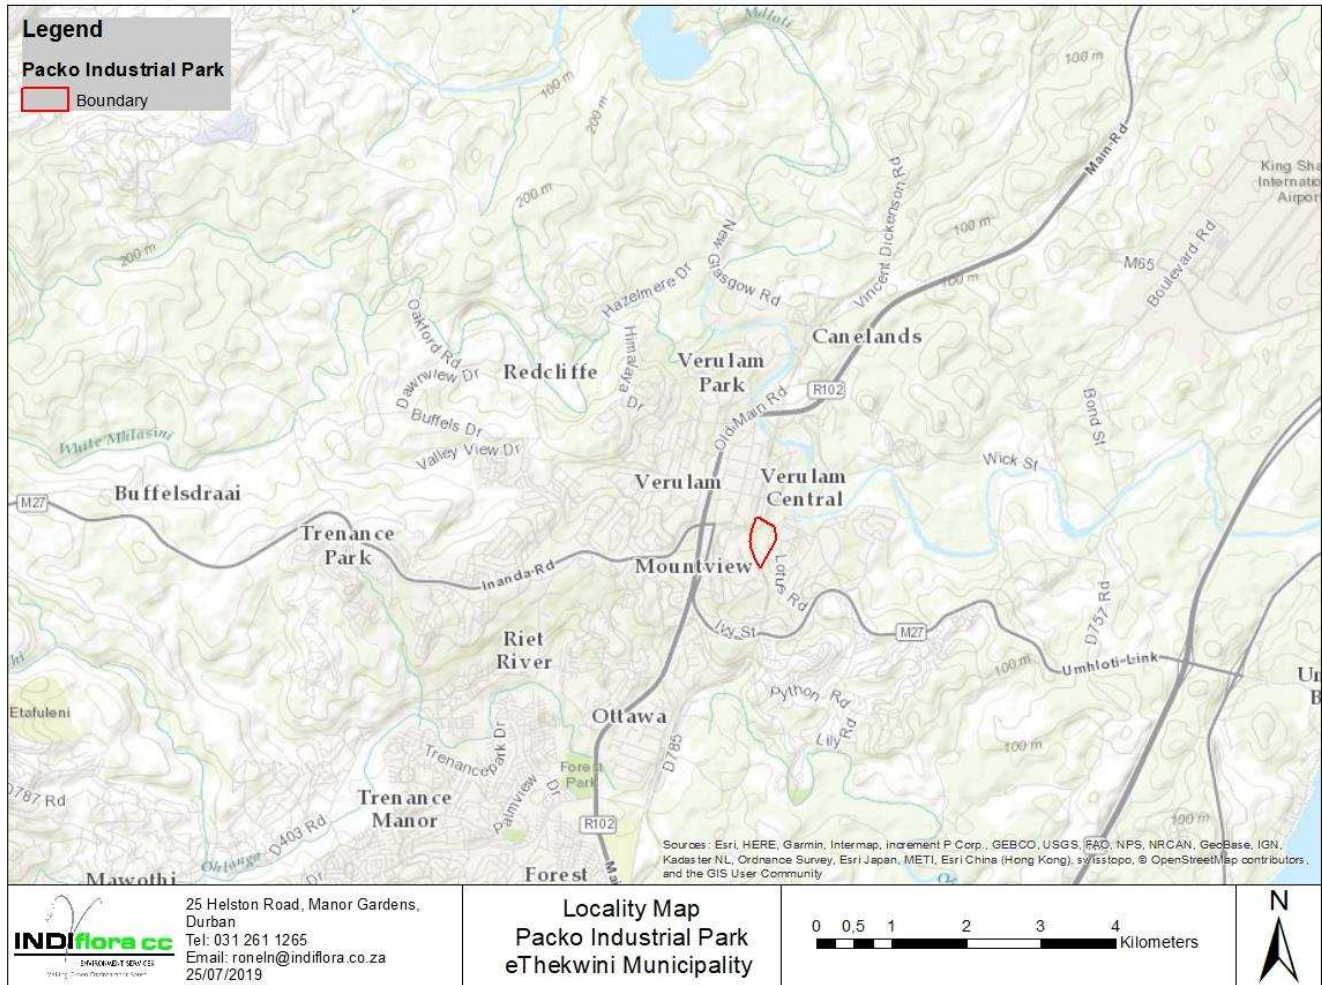 Legend
Packo Industrial Park
Boundary
Mdloti
100 m
200 m
100 m
Main Rd
King Sha
Internatio
Airpor
200 m
Vincent Dickenson Rd
100 m
New Glasgow Rd
200 m
M65
Boulevard Rd
Hazelmere Dr
100 m
Oakford Rd
Himalaya Dr
Canelands
Redcliffe
Verulam
Park
Dawnview Dr
R102
Old Main Rd
Buffels Dr
Bond St
White Mhlasini
Valley View Dr
Wick St
Verulam
Verulam
Central
M27
Buffelsdraai
Trenance
Park
Inanda Rd
Mountview
Lotus Rd
D757 Rd
Ivy St
M27
Riet
River
100 m
Umhloti-Link
Python Rd
Etafuleni
Ottawa
Lily Rd
100 m
D785
Trenancepark Dr
Forest
Park
Palmview Dr
D787 Rd
Trenance
Manor
D403 Rd
R102
100 m
Ohlanga
Mawothi
Dr
Forest
Mai
Sources: Esri, HERE, Garmin, Intermap, increment P Corp., GEBCO, USGS, FAO, NPS, NRCAN, GeoBase, IGN,
Kadaster NL, Ordnance Survey, Esri Japan, METI, Esri China (Hong Kong), swisstopo, © OpenStreetMap contributors,
and the GIS User Community
INDIflora cc
ENVIRONMENT SERVICES
25 Helston Road, Manor Gardens,
Durban
Tel: 031 261 1265
Email: roneln@indiflora.co.za
25/07/2019
Locality Map
Packo Industrial Park
eThekwini Municipality
0 0,5 1 2 3 4
Kilometers
N